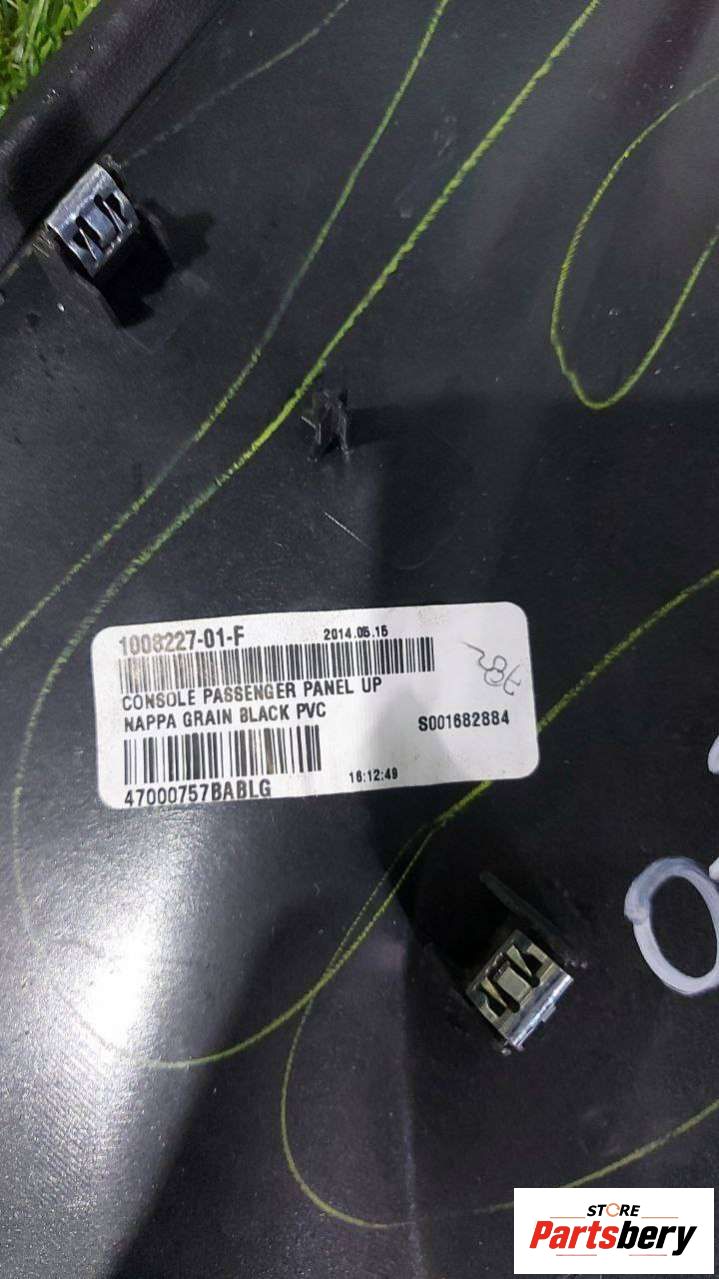 1008227-01-F 2014.05.15
CONSOLE PASSENGER PANEL UP
NAPPA GRAIN BLACK PVC
S001682884
16:12:49
47000757BABLG
STORE
Partsbery